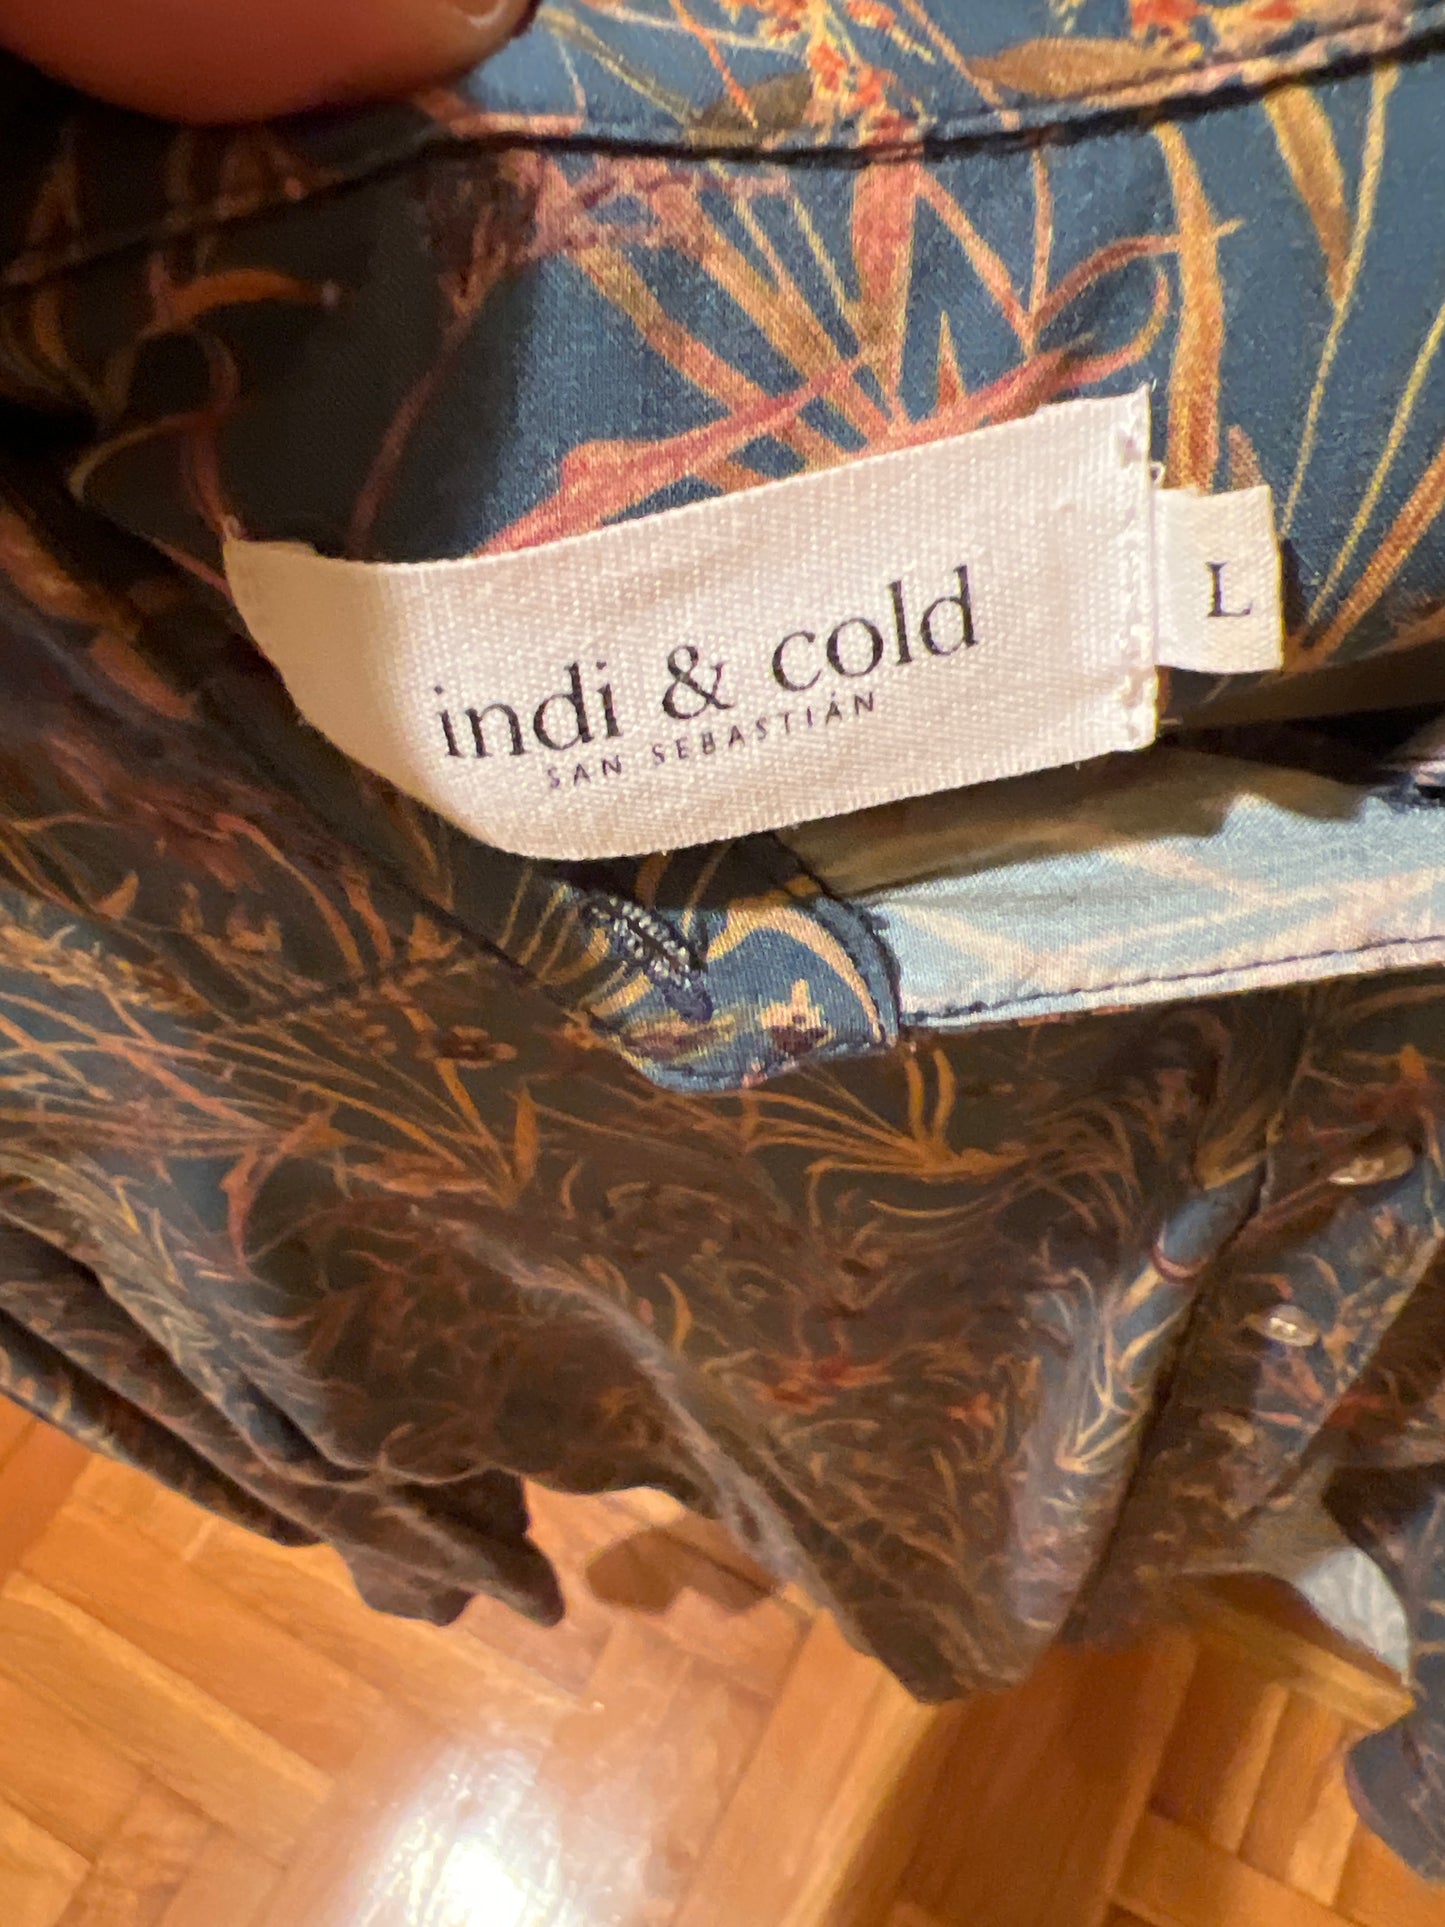 indi & cold
SAN SEBASTIÁN
L